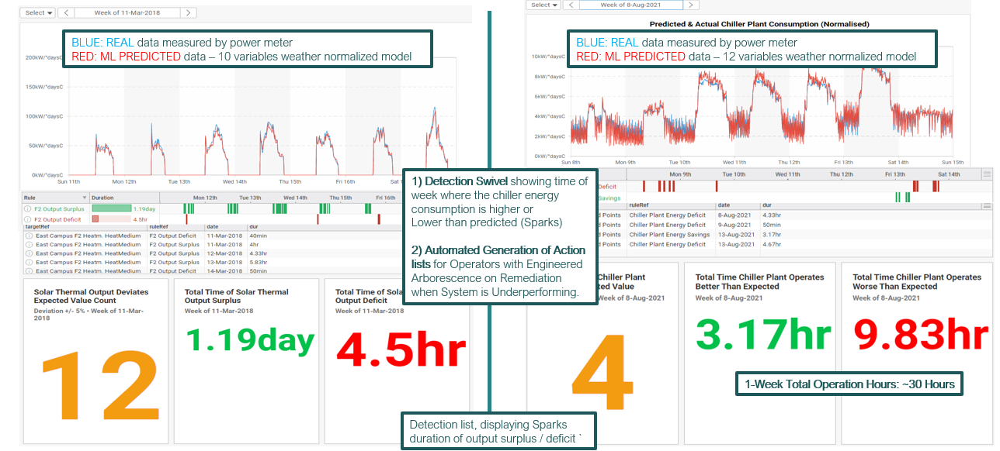 Select
Week of 11-Mar-2018
BLUE: REAL data measured by power meter
RED: ML PREDICTED data – 10 variables weather normalized model
200kW/°daysC
150kW/°daysC
100kW/°daysC
50kW/°daysC
0kW/°daysC
Sun 11th Mon 12th Tue 13th Wed 14th Thu 15th Fri 16th Sat
Rule Duration Mon 12th Tue 13th Wed 14th Thu 15th Fri 16th
F2 Output Surplus 1.19day
F2 Output Deficit 4.5hr
targetRef ruleRef date dur
East Campus F2 Heatm. HeatMedium F2 Output Deficit 11-Mar-2018 40min
East Campus F2 Heatm. HeatMedium F2 Output Surplus 11-Mar-2018 4hr
East Campus F2 Heatm. HeatMedium F2 Output Surplus 12-Mar-2018 4.33hr
East Campus F2 Heatm. HeatMedium F2 Output Surplus 13-Mar-2018 5.83hr
East Campus F2 Heatm. HeatMedium F2 Output Deficit 14-Mar-2018 50min
Solar Thermal Output Deviates
Expected Value Count
Deviation +/- 5% • Week of 11-Mar-
2018
12
Total Time of Solar Thermal
Output Surplus
Week of 11-Mar-2018
1.19day
Total Time of Sola
Output Deficit
Week of 11-Mar-2018
4.5hr
1) Detection Swivel showing time of
week where the chiller energy
consumption is higher or
Lower than predicted (Sparks)
2) Automated Generation of Action
lists for Operators with Engineered
Arborescence on Remediation
when System is Underperforming.
Detection list, displaying Sparks
duration of output surplus / deficit `
Select
Week of 8-Aug-2021
Predicted & Actual Chiller Plant Consumption (Normalised)
BLUE: REAL data measured by power meter
RED: ML PREDICTED data – 12 variables weather normalized model
10kW/°daysC
8kW/°daysC
6kW/°daysC
4kW/°daysC
2kW/°daysC
0kW/°daysC
Sun 8th Mon 9th Tue 10th Wed 11th Thu 12th Fri 13th Sat 14th Sun 15th
Mon 9th Tue 10th Wed 11th Thu 12th Fri 13th Sat 14th
Deficit
Savings
ruleRef date dur
d Points Chiller Plant Energy Deficit 8-Aug-2021 4.33hr
d Points Chiller Plant Energy Deficit 9-Aug-2021 50min
d Points Chiller Plant Energy Savings 13-Aug-2021 3.17hr
d Points Chiller Plant Energy Deficit 13-Aug-2021 4.67hr
Chiller Plant
ted Value
Week of 8-Aug-2021
4
Total Time Chiller Plant Operates
Better Than Expected
Week of 8-Aug-2021
3.17hr
Total Time Chiller Plant Operates
Worse Than Expected
Week of 8-Aug-2021
9.83hr
1-Week Total Operation Hours: ~30 Hours